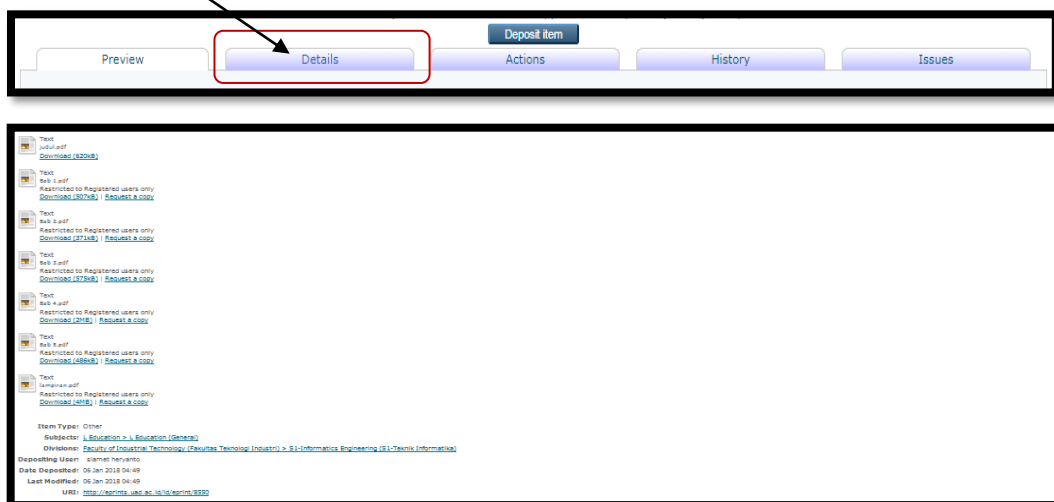 Deposit item
Preview Details Actions History Issues
Text
judul.pdf
Download (620kB)
Text
Bab 1.pdf
Restricted to Registered users only
Download (507kB) | Request a copy
Text
Bab 2.pdf
Restricted to Registered users only
Download (371kB) | Request a copy
Text
Bab 3.pdf
Restricted to Registered users only
Download (575kB) | Request a copy
Text
Bab 4.pdf
Restricted to Registered users only
Download (2MB) | Request a copy
Text
Bab 5.pdf
Restricted to Registered users only
Download (486kB) | Request a copy
Text
lampiran.pdf
Restricted to Registered users only
Download (4MB) | Request a copy
Item Type: Other
Subjects: L Education > L Education (General)
Divisions: Faculty of Industrial Technology (Fakultas Teknologi Industri) > S1-Informatics Engineering (S1-Teknik Informatika)
Depositing User: slamet heryanto
Date Deposited: 06 Jan 2018 04:49
Last Modified: 06 Jan 2018 04:49
URI: http://eprints.uad.ac.id/id/eprint/8550